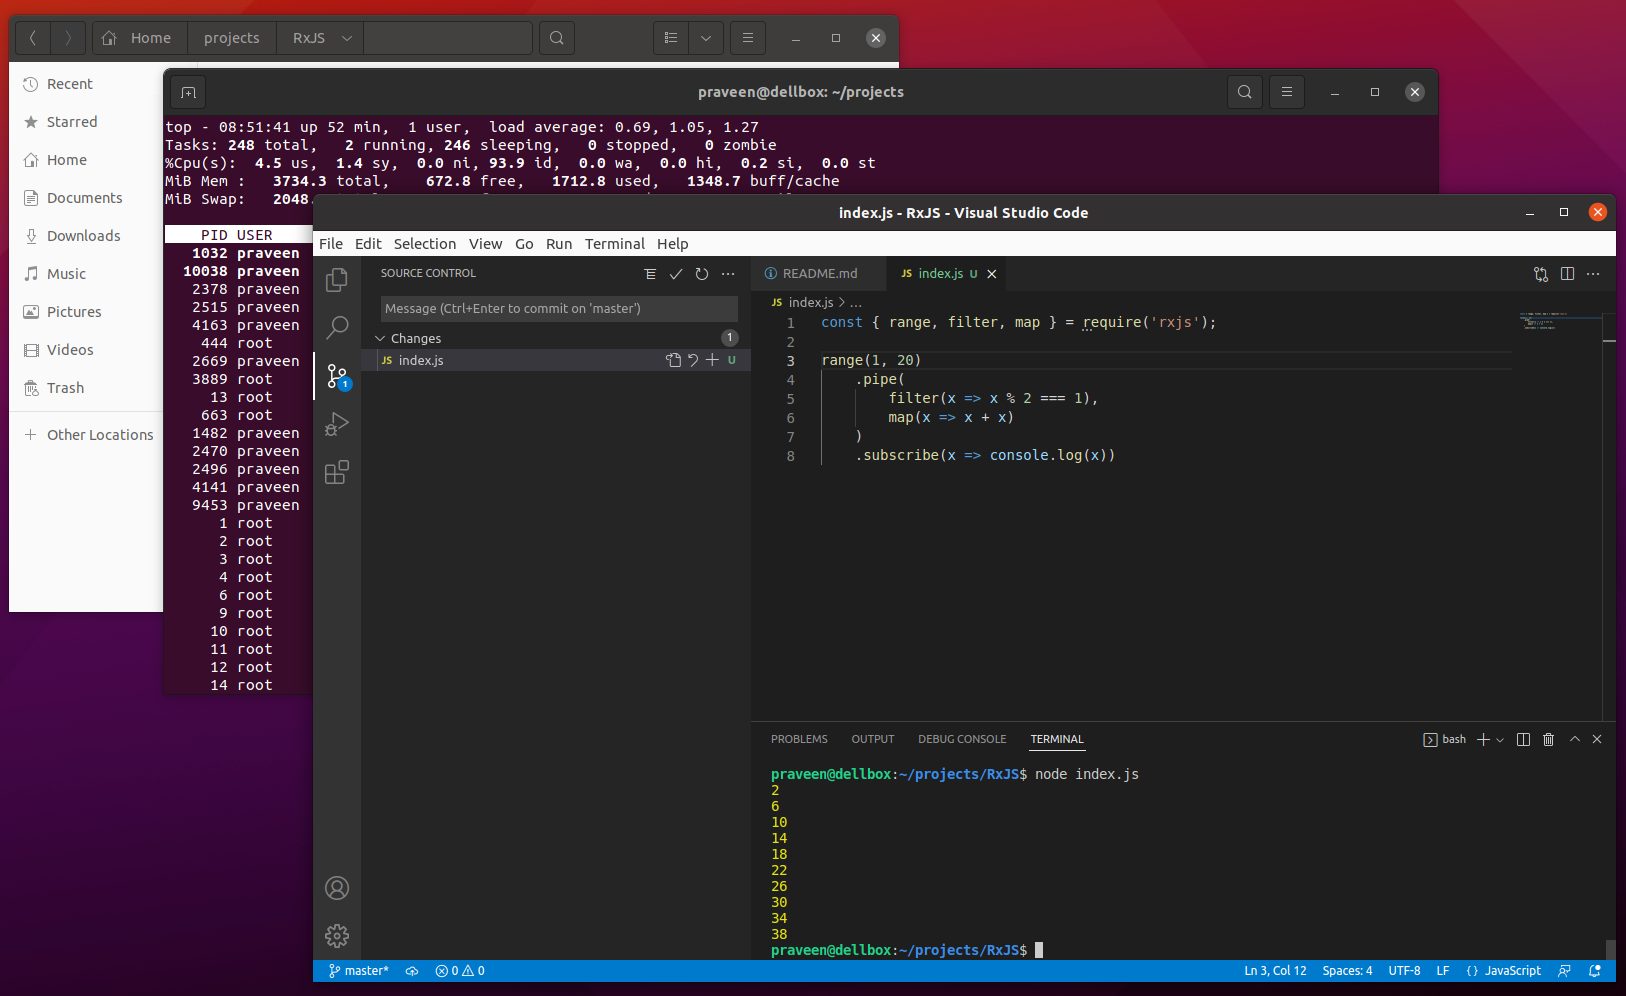 Home
projects
RxJS
Recent
Starred
Home
Documents
Downloads
Music
Pictures
Videos
Trash
Other Locations
praveen@dellbox: ~/projects
top - 08:51:41 up 52 min,  1 user,  load average: 0.69, 1.05, 1.27
Tasks: 248 total,   2 running, 246 sleeping,   0 stopped,   0 zombie
%Cpu(s):  4.5 us,  1.4 sy,  0.0 ni, 93.9 id,  0.0 wa,  0.0 hi,  0.2 si,  0.0 st
MiB Mem :   3734.3 total,    672.8 free,   1712.8 used,   1348.7 buff/cache
MiB Swap:   2048.
PID USER
1032 praveen
10038 praveen
2378 praveen
2515 praveen
4163 praveen
444 root
2669 praveen
3889 root
13 root
663 root
1482 praveen
2470 praveen
2496 praveen
4141 praveen
9453 praveen
1 root
2 root
3 root
4 root
6 root
9 root
10 root
11 root
12 root
14 root
index.js - RxJS - Visual Studio Code
File Edit Selection View Go Run Terminal Help
SOURCE CONTROL
Message (Ctrl+Enter to commit on 'master')
Changes 1
JS index.js U
1
README.md
JS index.js U
JS index.js > ...
1 const { range, filter, map } = require('rxjs');
2
3 range(1, 20)
4     .pipe(
5         filter(x => x % 2 === 1),
6         map(x => x + x)
7     )
8     .subscribe(x => console.log(x))
PROBLEMS OUTPUT DEBUG CONSOLE TERMINAL
bash
praveen@dellbox:~/projects/RxJS$ node index.js
2
6
10
14
18
22
26
30
34
38
praveen@dellbox:~/projects/RxJS$
master* 0 0 Ln 3, Col 12 Spaces: 4 UTF-8 LF {} JavaScript